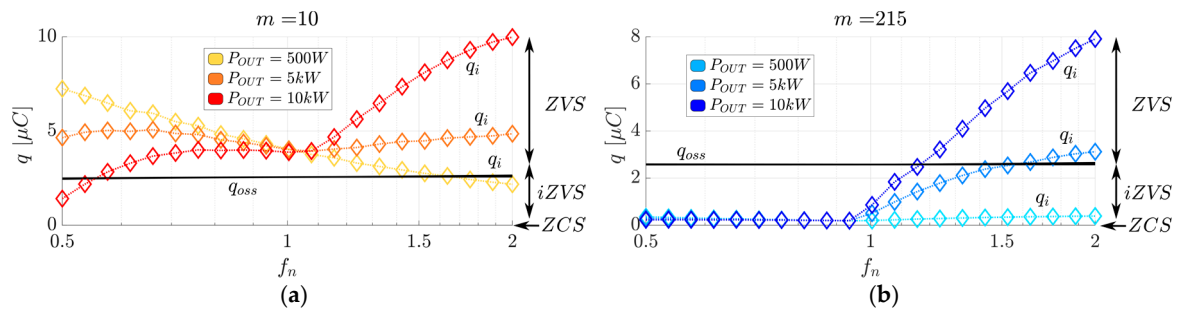 m =10
10
5
0
q [μC]
P_OUT = 500W
P_OUT = 5kW
P_OUT = 10kW
q_i
q_i
q_i
q_oss
ZVS
iZVS
ZCS
0.5
1
1.5
2
f_n
(a)
m =215
8
6
4
2
0
q [μC]
P_OUT = 500W
P_OUT = 5kW
P_OUT = 10kW
q_i
q_i
q_i
q_oss
ZVS
iZVS
ZCS
0.5
1
1.5
2
f_n
(b)